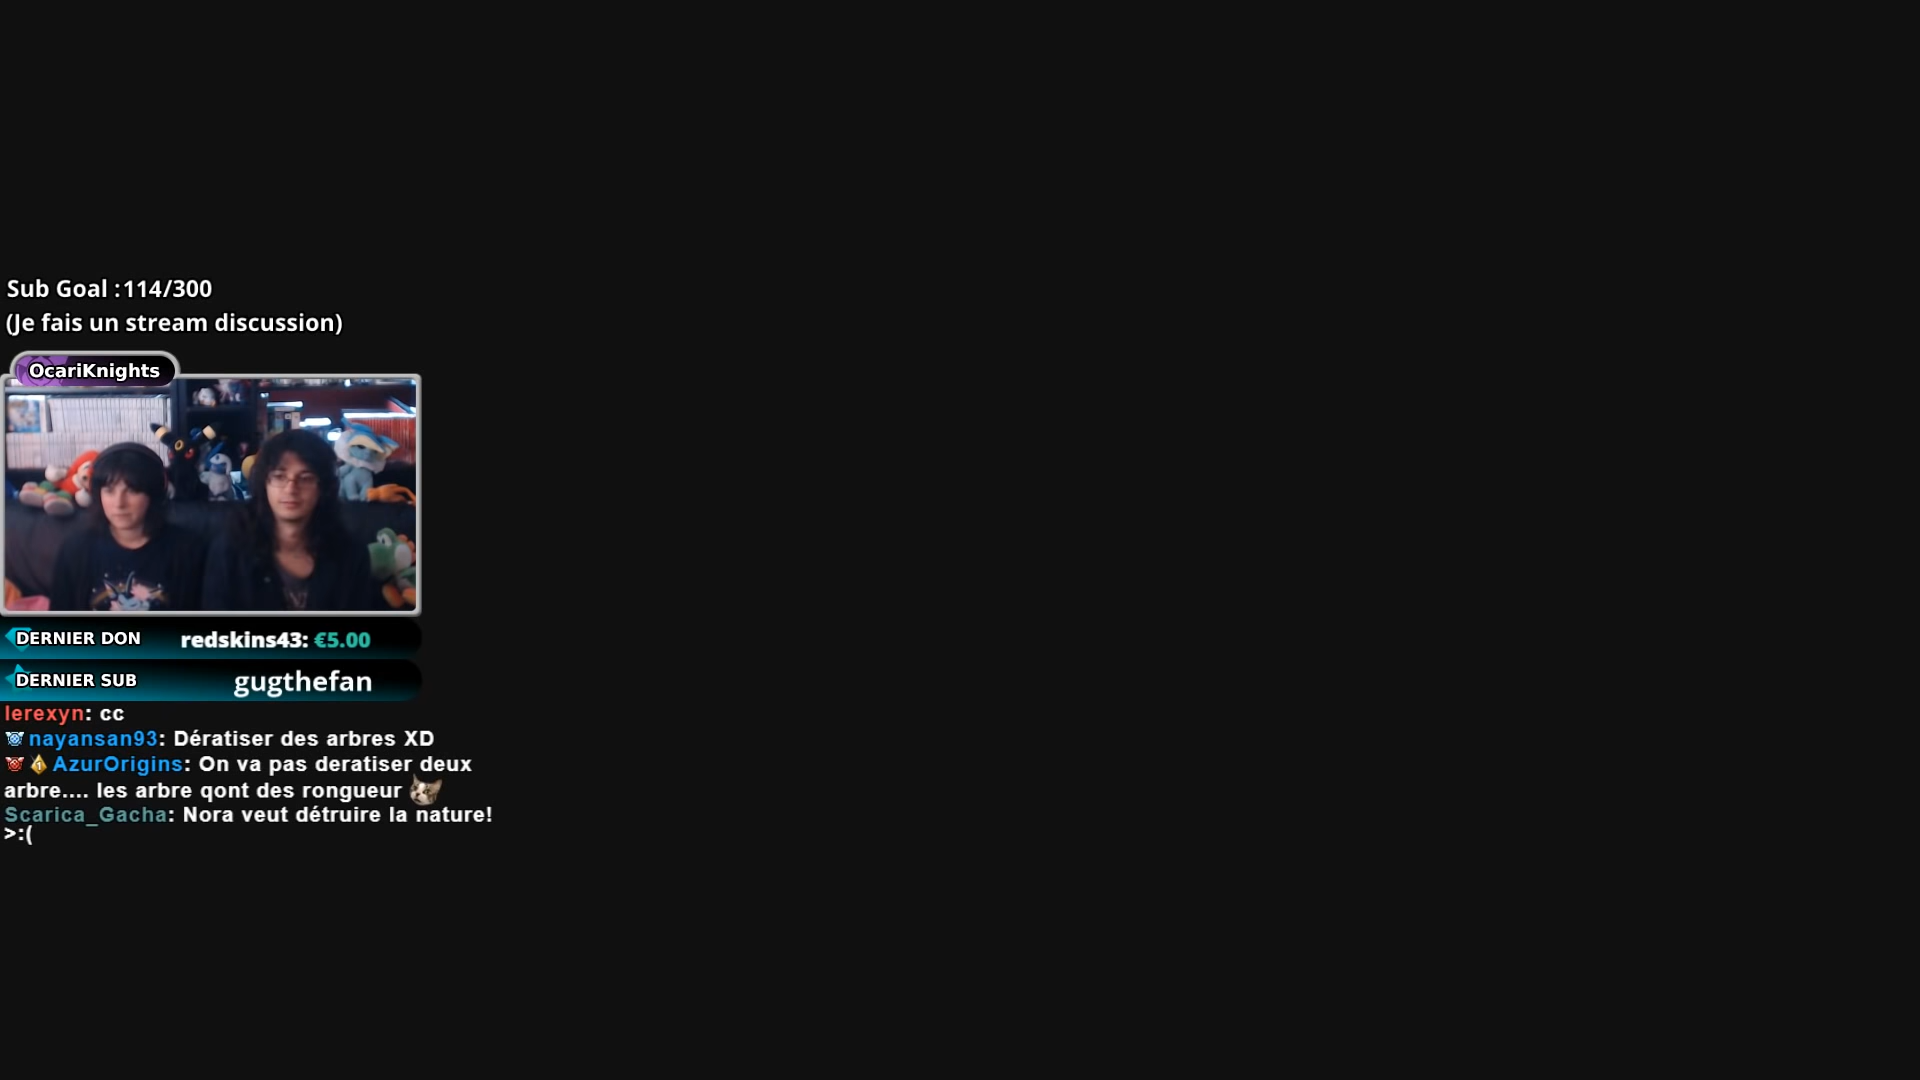 Sub Goal :114/300
(Je fais un stream discussion)
OcariKnights
DERNIER DON redskins43: €5.00
DERNIER SUB gugthefan
lerexyn: cc
nayansan93: Dératiser des arbres XD
AzurOrigins: On va pas deratiser deux
arbre.... les arbre qont des rongueur
Scarica_Gacha: Nora veut détruire la nature!
>:(